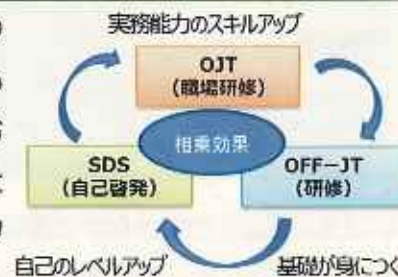 実務能力のスキルアップ
OJT
(職場研修)
相乗効果
SDS
(自己啓発)
OFF-JT
(研修)
自己のレベルアップ
基礎が身につく